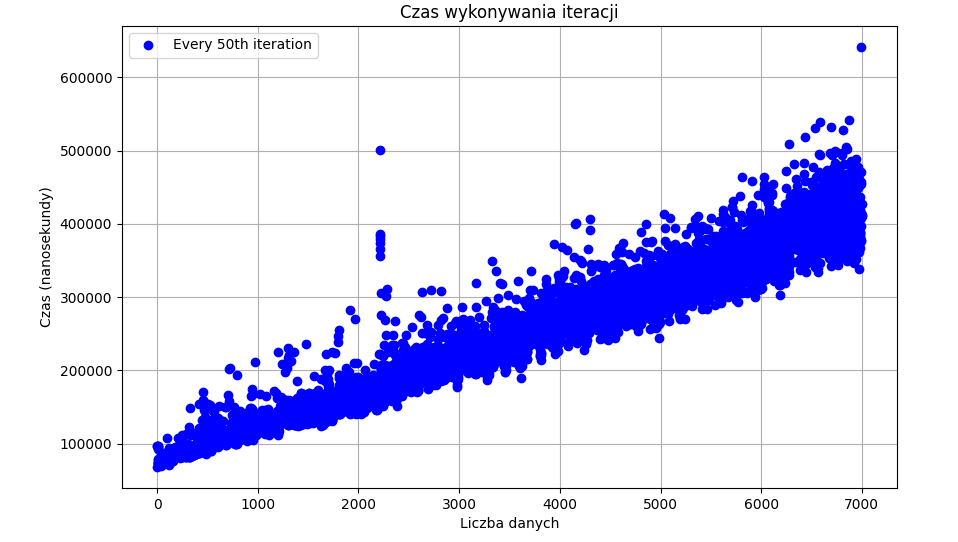 Czas wykonywania iteracji
Every 50th iteration
600000
500000
400000
300000
200000
100000
Czas (nanosekundy)
0 1000 2000 3000 4000 5000 6000 7000
Liczba danych